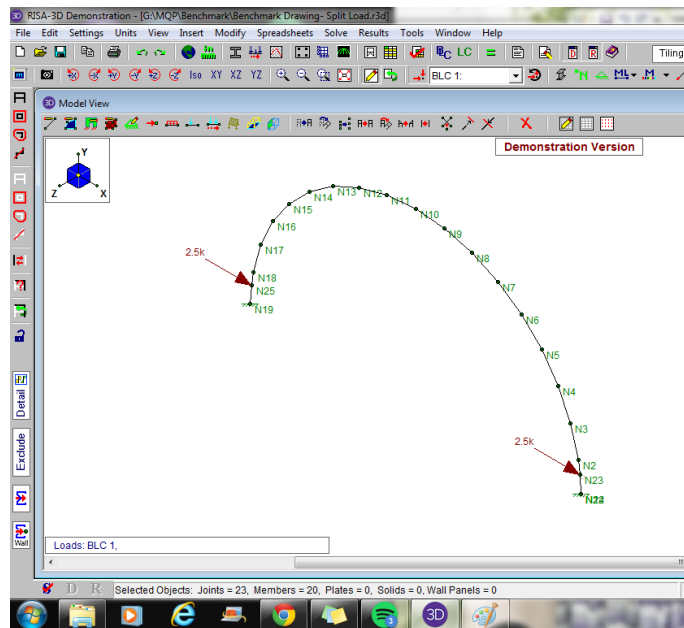 RISA-3D Demonstration - [G:\MQP\Benchmark\Benchmark Drawing- Split Load.r3d]
File Edit Settings Units View Insert Modify Spreadsheets Solve Results Tools Window Help
LC = D R Tiling
Iso XY XZ YZ BLC 1: N ML M
3D Model View
Demonstration Version
Y
Z X
N14 N13 N12
N15 N11
N10
N16
N9
N17
2.5k
N8
N18
N25
N7
N19
N6
N5
N4
N3
2.5k
N2
N23
Detail
Exclude
Wall
Loads: BLC 1,
D R Selected Objects: Joints = 23, Members = 20, Plates = 0, Solids = 0, Wall Panels = 0
3D